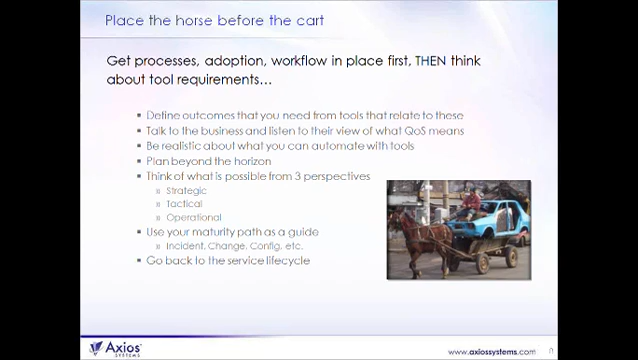 Place the horse before the cart
Get processes, adoption, workflow in place first, THEN think
about tool requirements…
Define outcomes that you need from tools that relate to these
Talk to the business and listen to their view of what QoS means
Be realistic about what you can automate with tools
Plan beyond the horizon
Think of what is possible from 3 perspectives
Strategic
Tactical
Operational
Use your maturity path as a guide
Incident, Change, Config, etc.
Go back to the service lifecycle
Axios
SYSTEMS
www.axiossystems.com